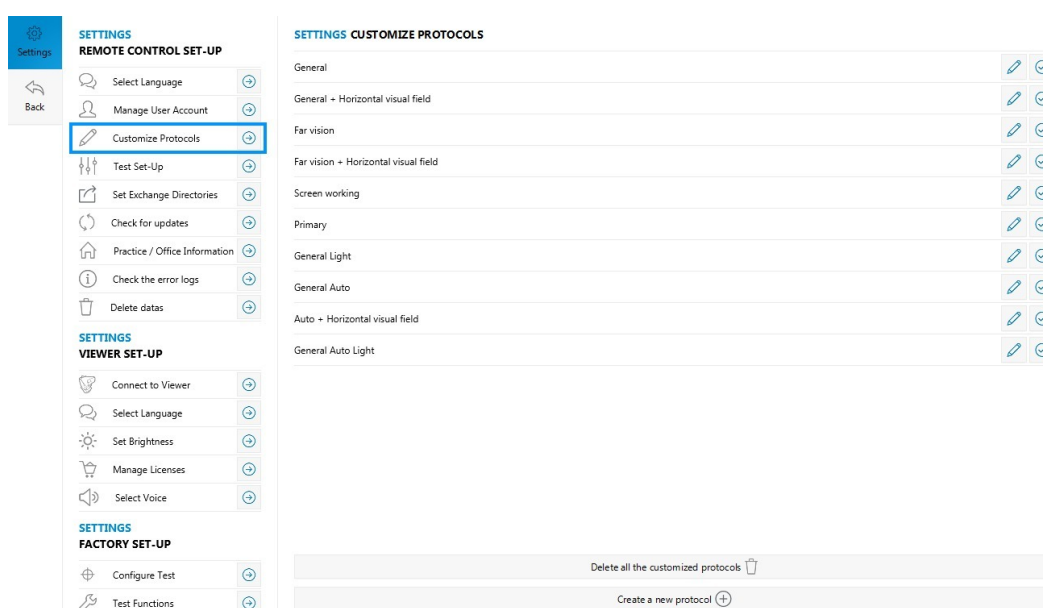 Settings
Back
SETTINGS
REMOTE CONTROL SET-UP
Select Language
Manage User Account
Customize Protocols
Test Set-Up
Set Exchange Directories
Check for updates
Practice / Office Information
Check the error logs
Delete datas
SETTINGS
VIEWER SET-UP
Connect to Viewer
Select Language
Set Brightness
Manage Licenses
Select Voice
SETTINGS
FACTORY SET-UP
Configure Test
Test Functions
SETTINGS CUSTOMIZE PROTOCOLS
General
General + Horizontal visual field
Far vision
Far vision + Horizontal visual field
Screen working
Primary
General Light
General Auto
Auto + Horizontal visual field
General Auto Light
Delete all the customized protocols
Create a new protocol